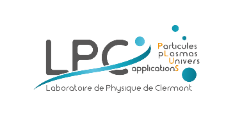 LPC
Particules
pLasmas
Univers
applicationS
Laboratoire de Physique de Clermont